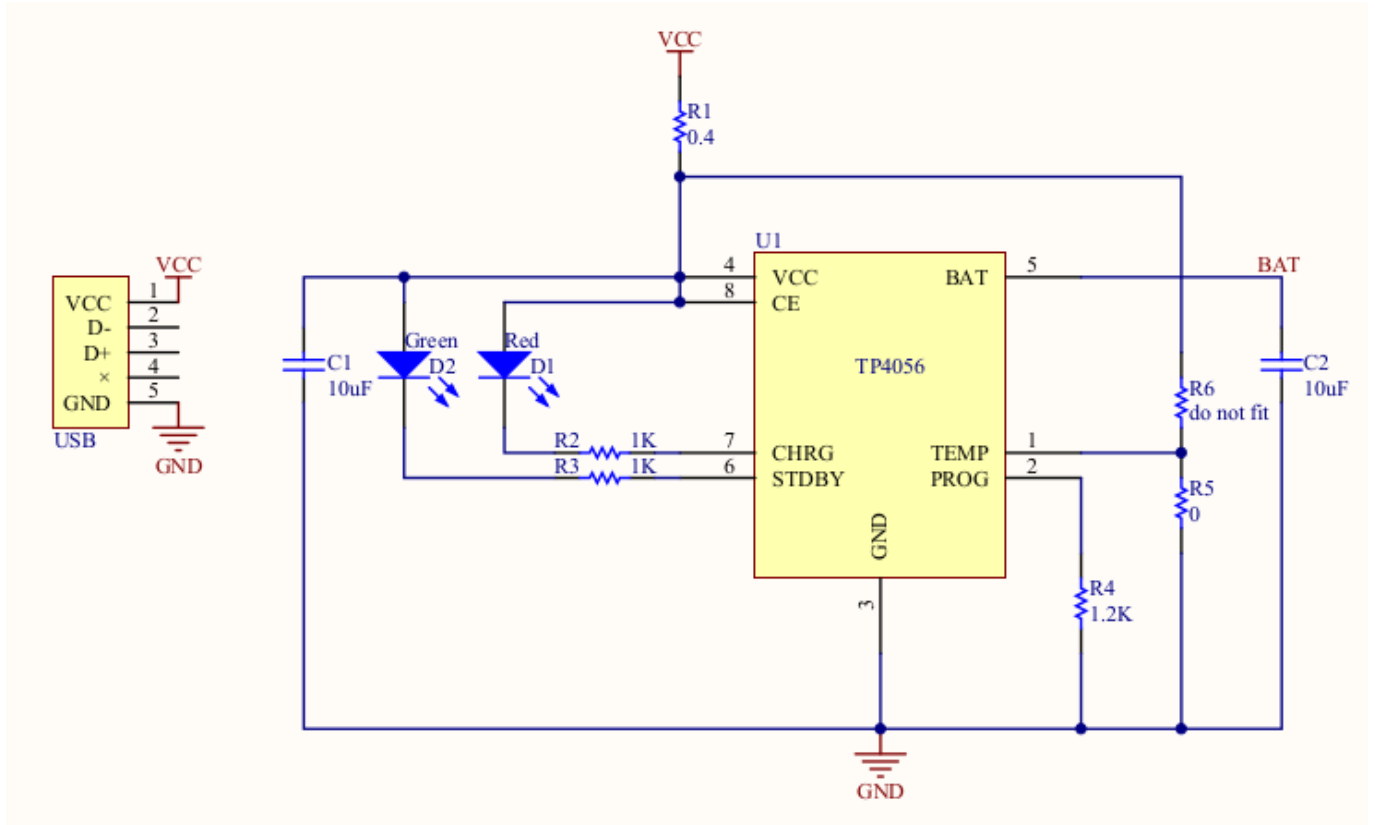 VCC
R1
0.4
U1
4
VCC
8
CE
BAT
5
BAT
TP4056
7
CHRG
6
STDBY
TEMP
1
PROG
2
GND
3
VCC
VCC
1
D-
2
D+
3
×
4
GND
5
USB
GND
C1
10uF
Green
D2
Red
D1
R2
1K
R3
1K
C2
10uF
R6
do not fit
R5
0
R4
1.2K
GND